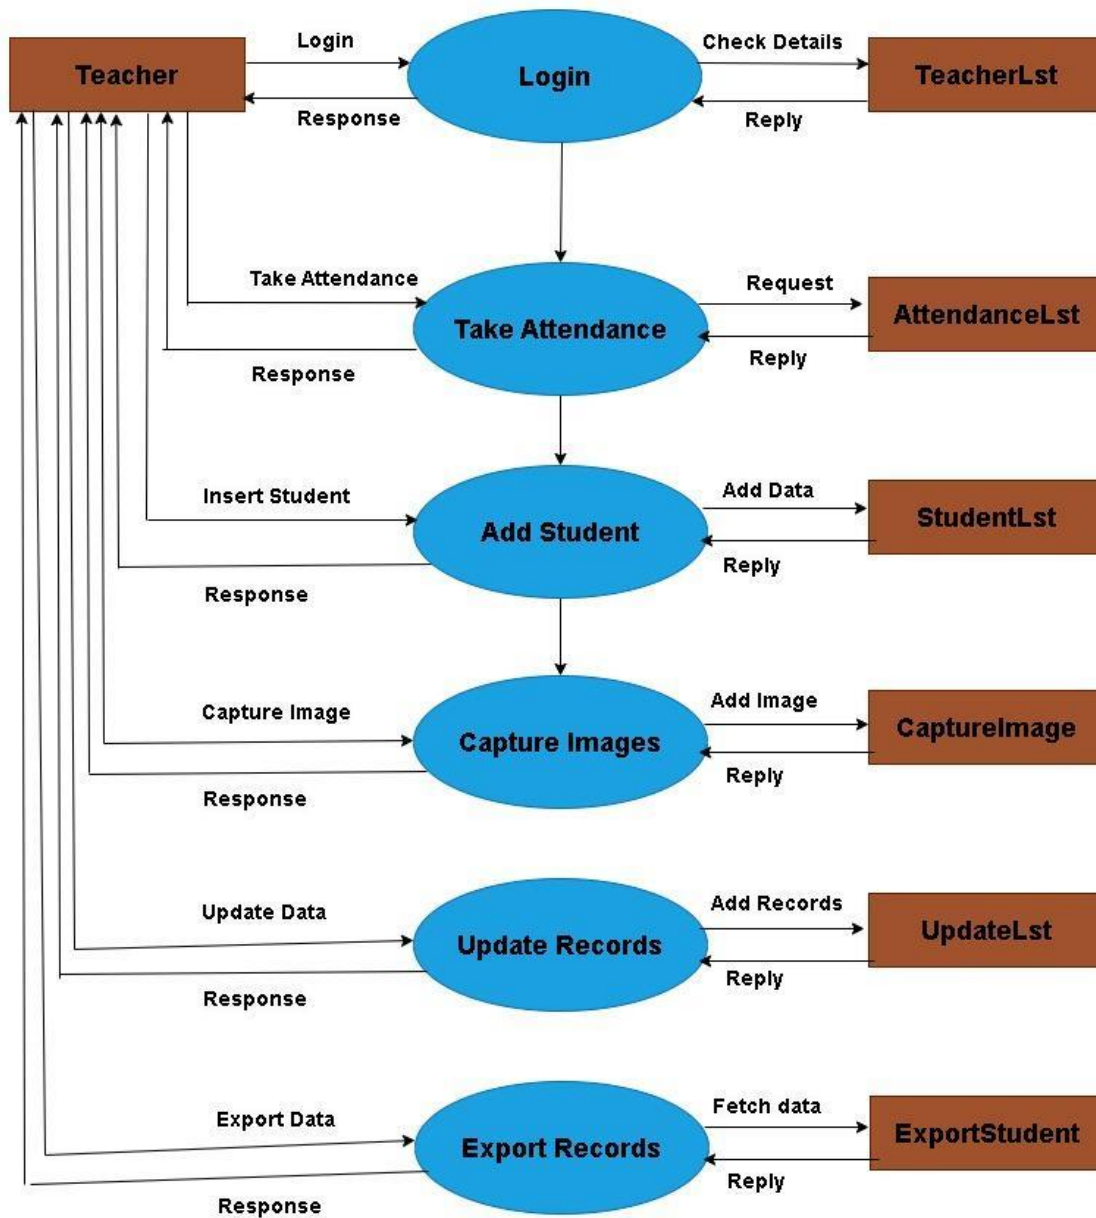 Login
Check Details
Teacher
Login
TeacherLst
Response
Reply
Take Attendance
Request
Take Attendance
AttendanceLst
Response
Reply
Insert Student
Add Data
Add Student
StudentLst
Response
Reply
Capture Image
Add Image
Capture Images
CaptureImage
Response
Reply
Update Data
Add Records
Update Records
UpdateLst
Response
Reply
Export Data
Fetch data
Export Records
ExportStudent
Response
Reply